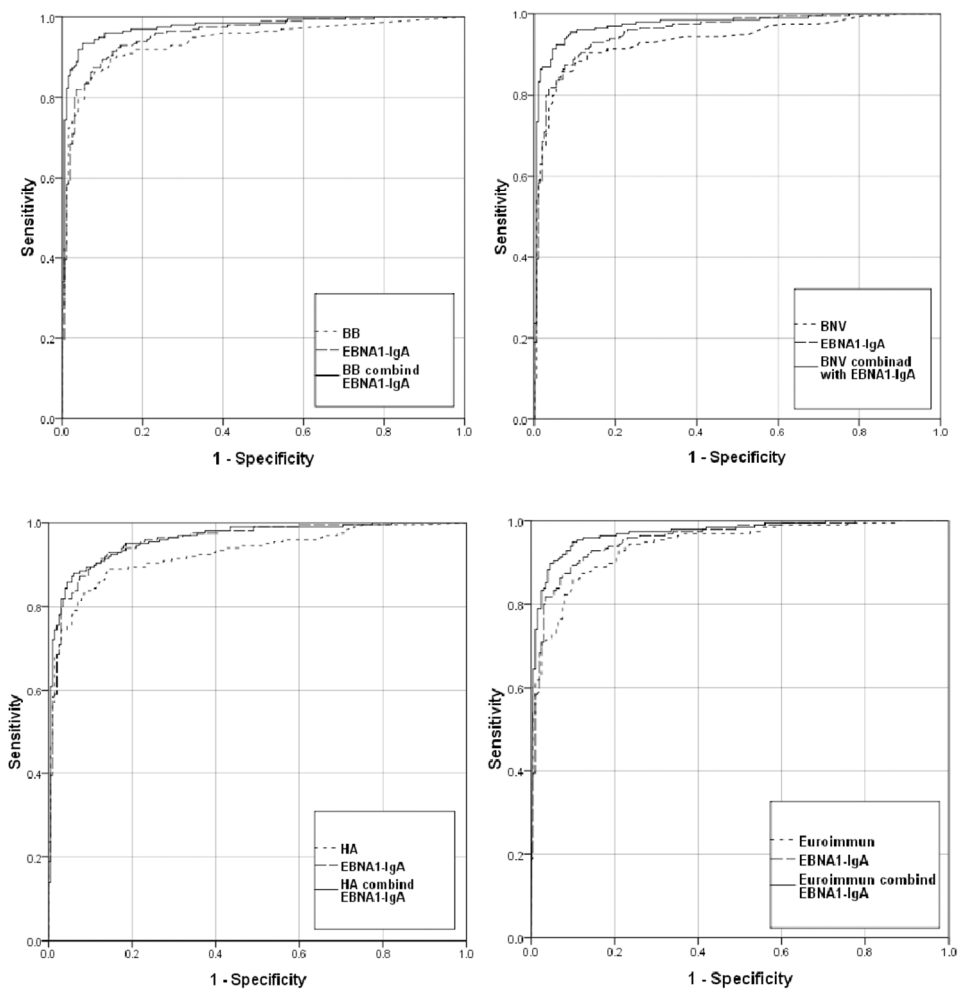 1.0
0.8
0.6
0.4
0.2
0.0
Sensitivity
BB
EBNA1-IgA
BB combind
EBNA1-IgA
0.0 0.2 0.4 0.6 0.8 1.0
1 - Specificity
1.0
0.8
0.6
0.4
0.2
0.0
Sensitivity
BNV
EBNA1-IgA
BNV combinad
with EBNA1-IgA
0.0 0.2 0.4 0.6 0.8 1.0
1 - Specificity
1.0
0.8
0.6
0.4
0.2
0.0
Sensitivity
HA
EBNA1-IgA
HA combind
EBNA1-IgA
0.0 0.2 0.4 0.6 0.8 1.0
1 - Specificity
1.0
0.8
0.6
0.4
0.2
0.0
Sensitivity
Euroimmun
EBNA1-IgA
Euroimmun combind
EBNA1-IgA
0.0 0.2 0.4 0.6 0.8 1.0
1 - Specificity